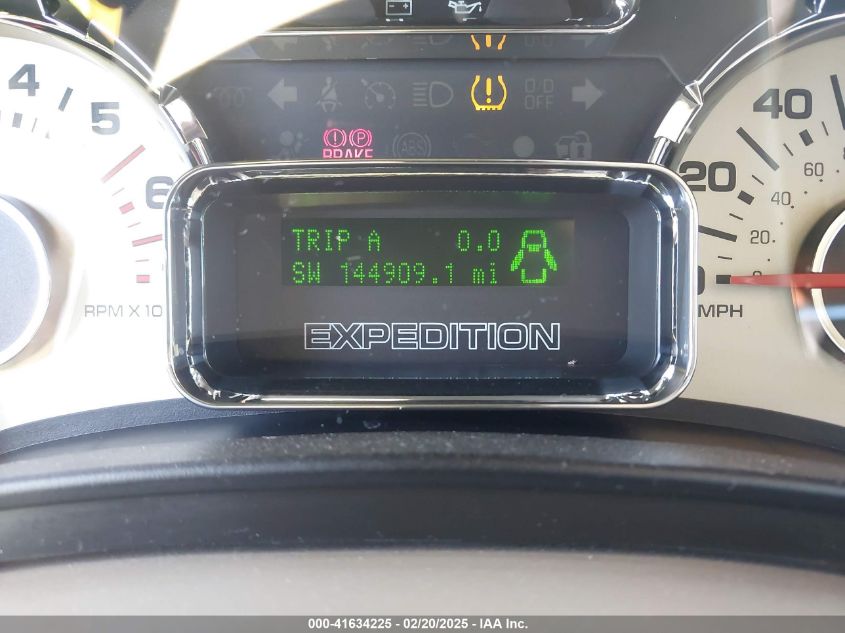 4
5
6
RPM X 10
O/D
OFF
(P)
BRAKE
ABS
TRIP A 0.0
SW 144909.1 mi
EXPEDITION
40
20
0
60
40
20
0
MPH
000-41634225 - 02/20/2025 - IAA Inc.